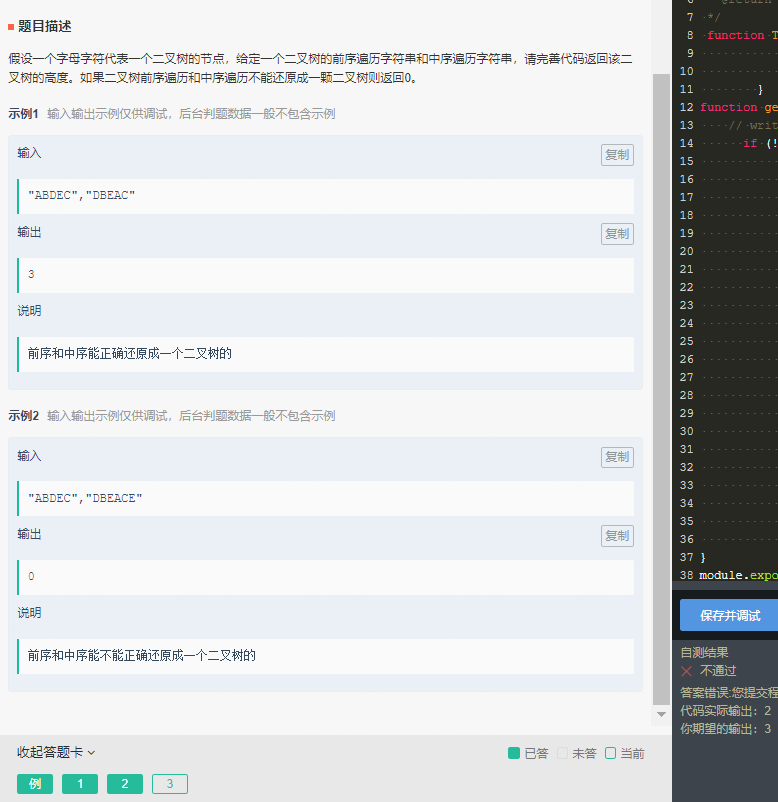 题目描述
假设一个字母字符代表一个二叉树的节点，给定一个二叉树的前序遍历字符串和中序遍历字符串，请完善代码返回该二
叉树的高度。如果二叉树前序遍历和中序遍历不能还原成一颗二叉树则返回0。
示例1 输入输出示例仅供调试，后台判题数据一般不包含示例
输入
复制
"ABDEC","DBEAC"
输出
复制
3
说明
前序和中序能正确还原成一个二叉树的
示例2 输入输出示例仅供调试，后台判题数据一般不包含示例
输入
复制
"ABDEC","DBEACE"
输出
复制
0
说明
前序和中序能不能正确还原成一个二叉树的
收起答题卡
已答 未答 当前
例 1 2 3
7 */
8 function T
9
10
11 }
12 function ge
13 // writ
14 if (!
15
16
17
18
19
20
21
22
23
24
25
26
27
28
29
30
31
32
33
34
35
36
37 }
38 module.expo
保存并调试
自测结果
不通过
答案错误:您提交程
代码实际输出: 2
你期望的输出: 3